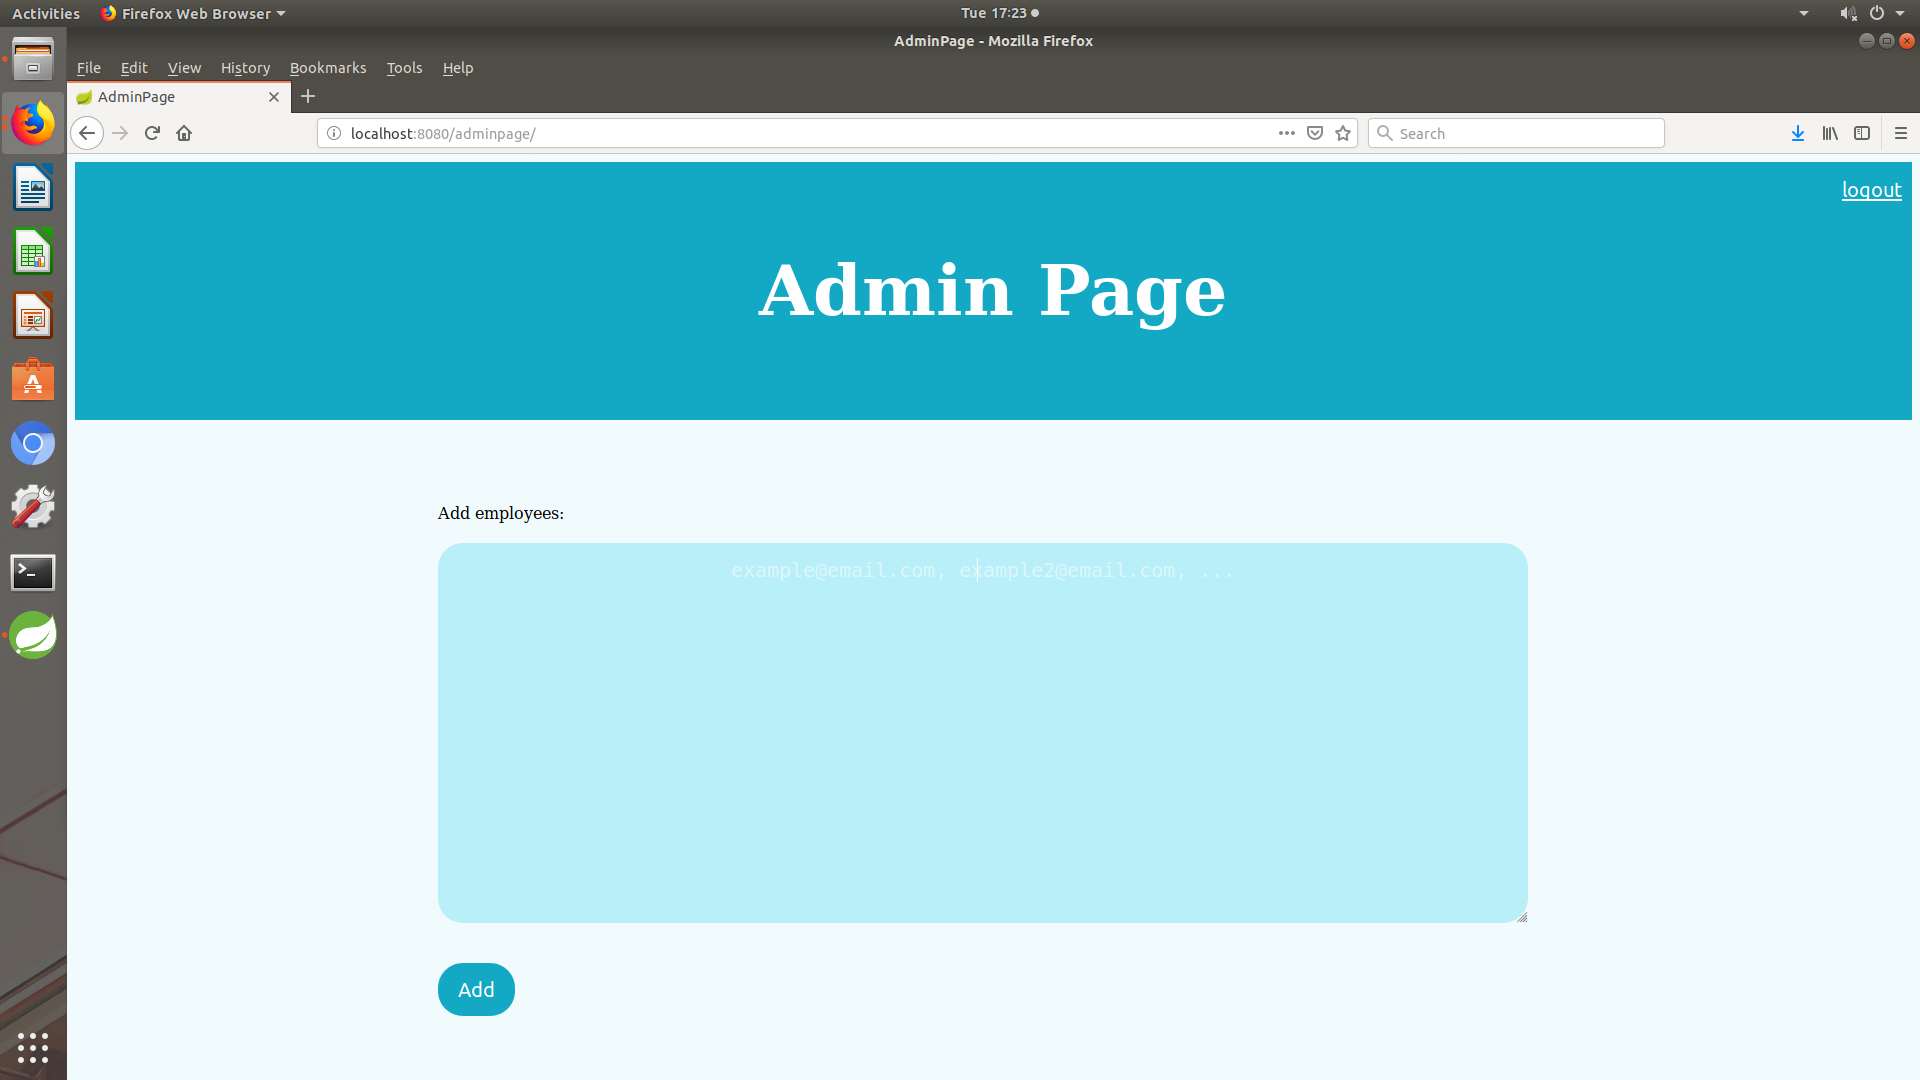 Activities Firefox Web Browser Tue 17:23
AdminPage - Mozilla Firefox
File Edit View History Bookmarks Tools Help
AdminPage
localhost:8080/adminpage/ Search
logout
Admin Page
Add employees:
example@email.com, example2@email.com, ...
Add